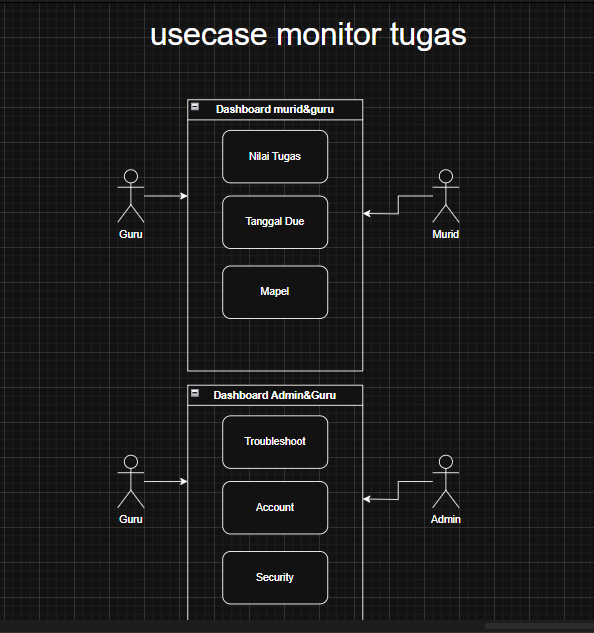 usecase monitor tugas
Dashboard murid&guru
Nilai Tugas
Guru
Tanggal Due
Murid
Mapel
Dashboard Admin&Guru
Troubleshoot
Guru
Account
Admin
Security